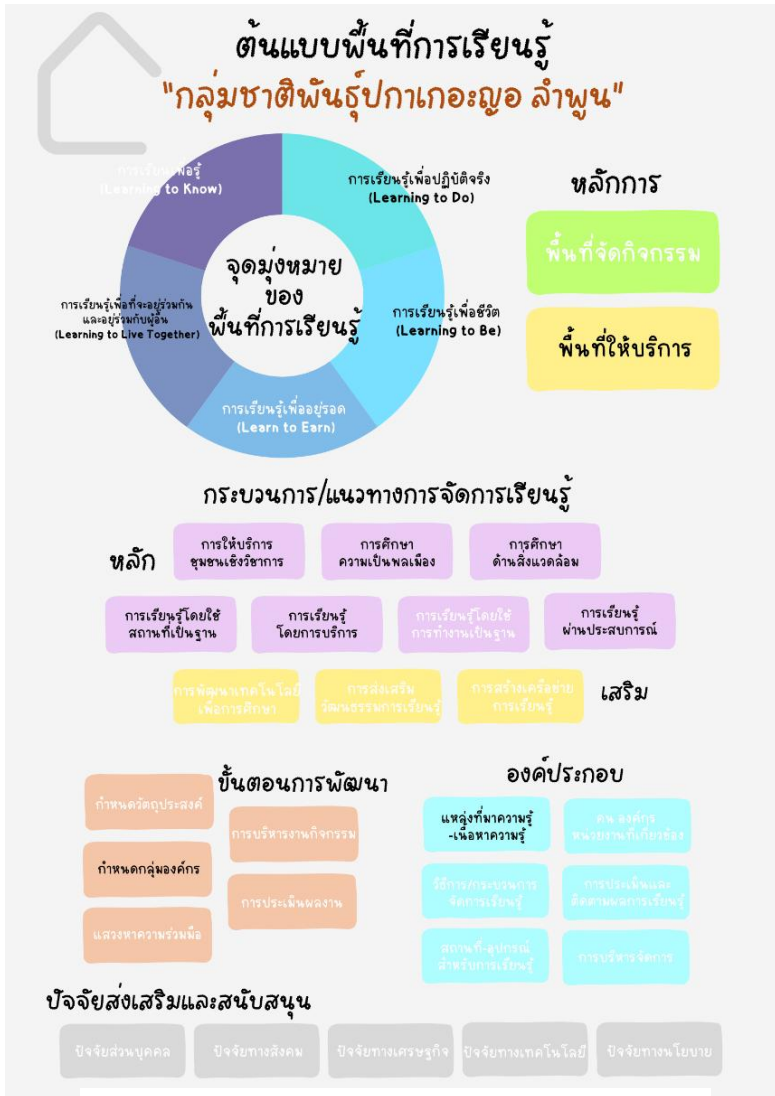 ต้นแบบพื้นที่การเรียนรู้
"กลุ่มชาติพันธุ์ปกาเกอะญอ ลำพูน"
การเรียนเพื่อรู้
(Learning to Know)
การเรียนรู้เพื่อปฏิบัติจริง
(Learning to Do)
หลักการ
พื้นที่จัดกิจกรรม
จุดมุ่งหมาย
ของ
พื้นที่การเรียนรู้
การเรียนรู้เพื่อที่จะอยู่ร่วมกัน
และอยู่ร่วมกับผู้อื่น
(Learning to Live Together)
การเรียนรู้เพื่อชีวิต
(Learning to Be)
พื้นที่ให้บริการ
การเรียนรู้เพื่ออยู่รอด
(Learn to Earn)
กระบวนการ/แนวทางการจัดการเรียนรู้
หลัก
การให้บริการ
ชุมชนเชิงวิชาการ
การศึกษา
ความเป็นพลเมือง
การศึกษา
ด้านสิ่งแวดล้อม
การเรียนรู้โดยใช้
สถานที่เป็นฐาน
การเรียนรู้
โดยการบริการ
การเรียนรู้โดยใช้
การทำงานเป็นฐาน
การเรียนรู้
ผ่านประสบการณ์
การพัฒนาเทคโนโลยี
เพื่อการศึกษา
การส่งเสริม
วัฒนธรรมการเรียนรู้
การสร้างเครือข่าย
การเรียนรู้
เสริม
ขั้นตอนการพัฒนา
กำหนดวัตถุประสงค์
การบริหารงานกิจกรรม
กำหนดกลุ่มองค์กร
การประเมินผลงาน
แสวงหาความร่วมมือ
องค์ประกอบ
แหล่งที่มาความรู้
-เนื้อหาความรู้
คน องค์กร
หน่วยงานที่เกี่ยวข้อง
วิธีการ/กระบวนการ
จัดการเรียนรู้
การประเมินและ
ติดตามผลการเรียนรู้
สถานที่-อุปกรณ์
สำหรับการเรียนรู้
การบริหารจัดการ
ปัจจัยส่งเสริมและสนับสนุน
ปัจจัยส่วนบุคคล
ปัจจัยทางสังคม
ปัจจัยทางเศรษฐกิจ
ปัจจัยทางเทคโนโลยี
ปัจจัยทางนโยบาย